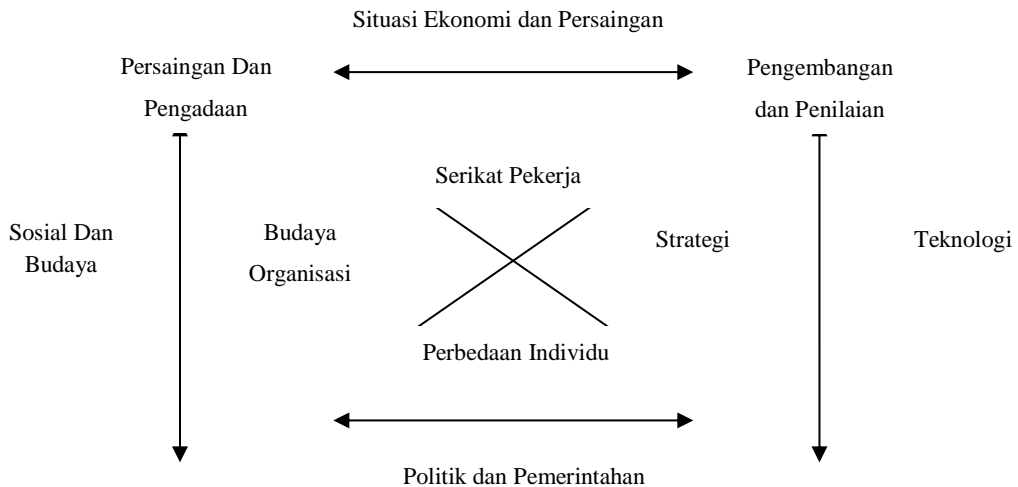 Situasi Ekonomi dan Persaingan
Persaingan Dan
Pengadaan
Pengembangan
dan Penilaian
Serikat Pekerja
Sosial Dan
Budaya
Budaya
Organisasi
Strategi
Teknologi
Perbedaan Individu
Politik dan Pemerintahan